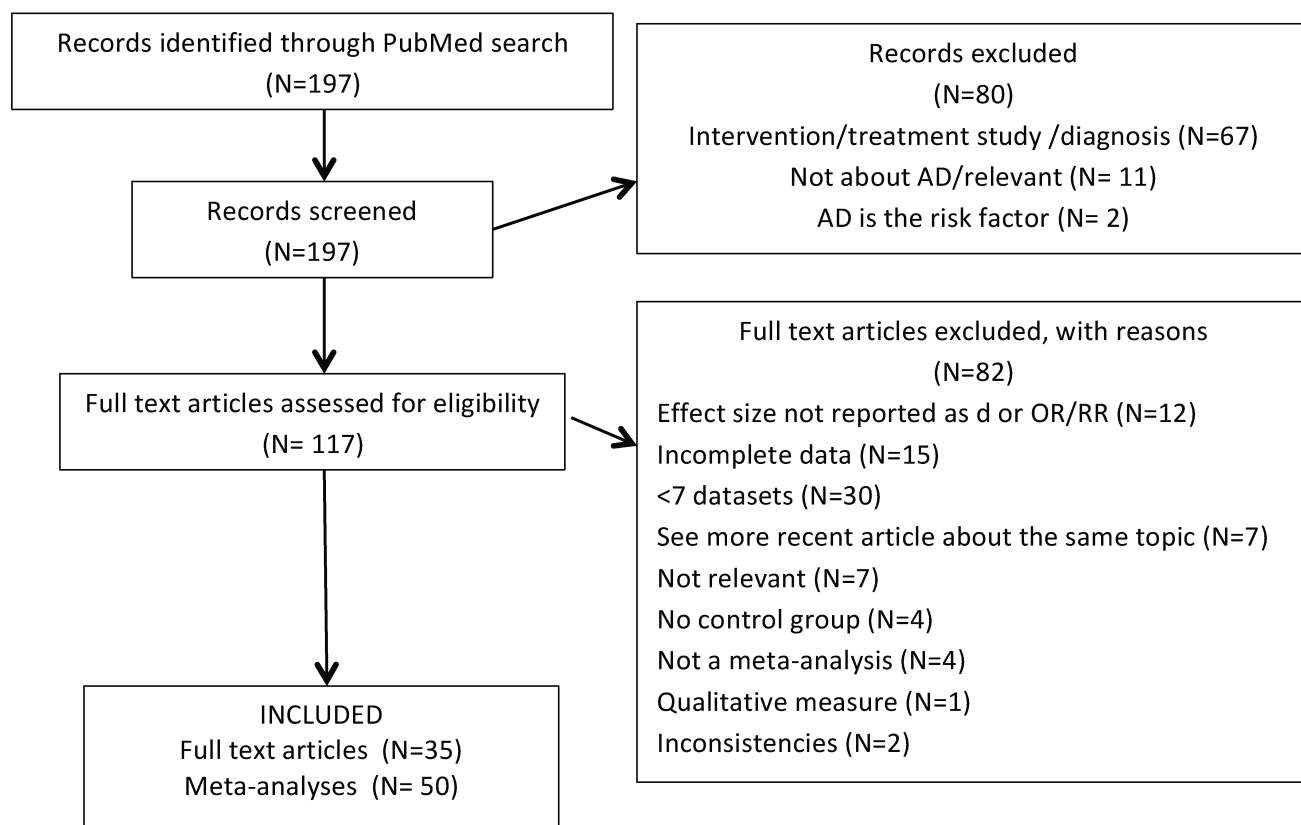 Records identified through PubMed search
(N=197)
Records screened
(N=197)
Records excluded
(N=80)
Intervention/treatment study /diagnosis (N=67)
Not about AD/relevant (N= 11)
AD is the risk factor (N= 2)
Full text articles assessed for eligibility
(N= 117)
Full text articles excluded, with reasons
(N=82)
Effect size not reported as d or OR/RR (N=12)
Incomplete data (N=15)
<7 datasets (N=30)
See more recent article about the same topic (N=7)
Not relevant (N=7)
No control group (N=4)
Not a meta-analysis (N=4)
Qualitative measure (N=1)
Inconsistencies (N=2)
INCLUDED
Full text articles (N=35)
Meta-analyses (N= 50)